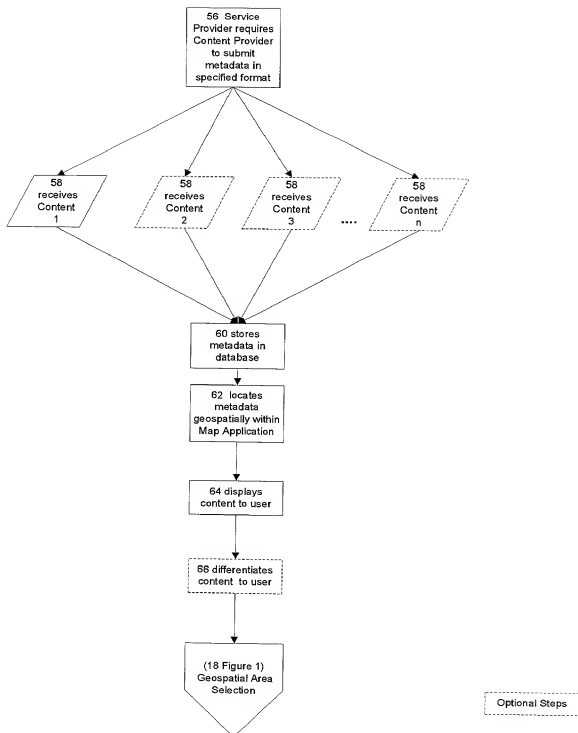 56 Service
Provider requires
Content Provider
to submit
metadata in
specified format
58
receives
Content
1
58
receives
Content
2
58
receives
Content
3
....
58
receives
Content
n
60 stores
metadata in
database
62 locates
metadata
geospatially within
Map Application
64 displays
content to user
66 differentiates
content to user
(18 Figure 1)
Geospatial Area
Selection
Optional Steps